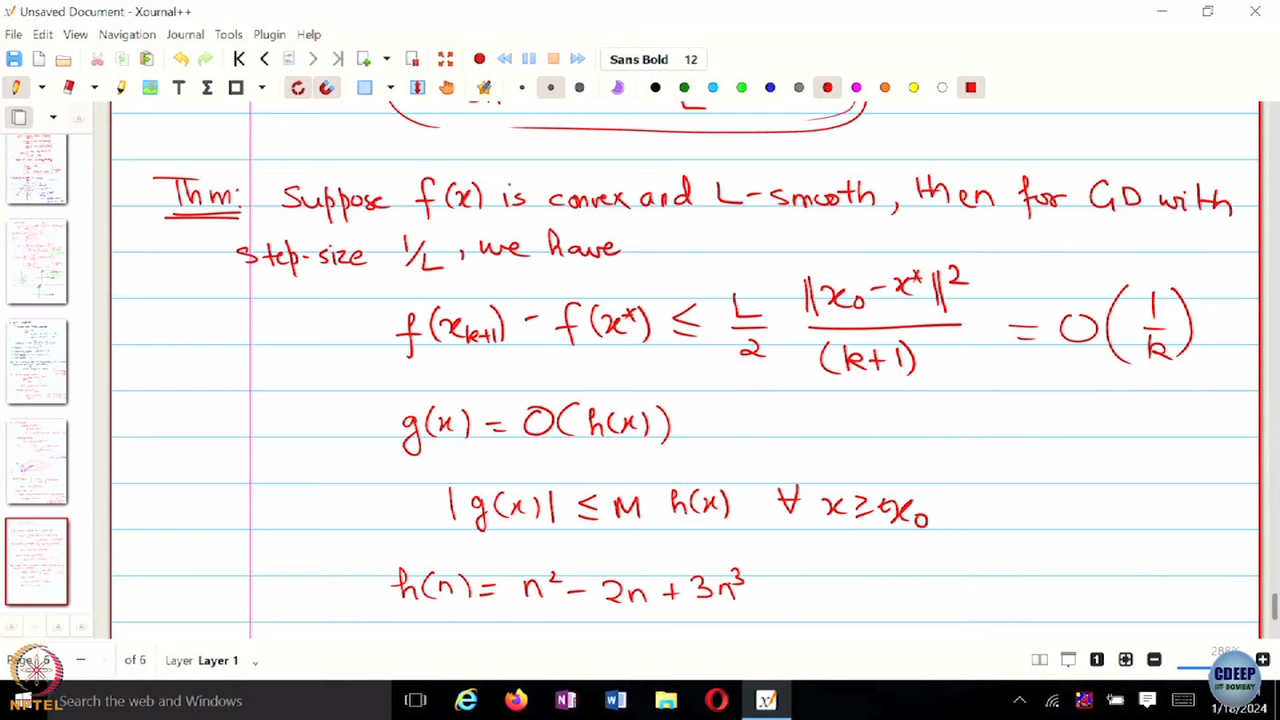 Unsaved Document - Xournal++
File Edit View Navigation Journal Tools Plugin Help
Sans Bold 12
Thm: Suppose f(x) is convex and L-smooth, then for GD with
step-size 1/L, we have
f(x_{k+1}) - f(x*) ≤ L/2 ||x_0 - x*||^2/(k+1) = O(1/k)
g(x) = O(h(x))
|g(x)| ≤ M h(x) ∀ x ≥ x_0
h(n) = n^2 - 2n + 3n^3
of 6 Layer Layer 1 288%
NPTEL
Search the web and Windows
CDEEP
IIT BOMBAY
1/18/2024